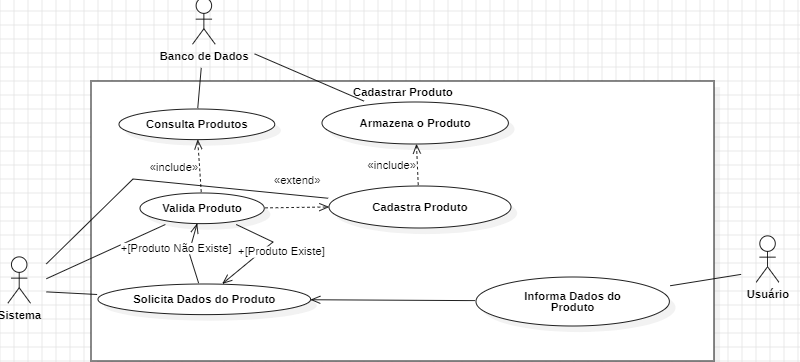 Banco de Dados
Cadastrar Produto
Consulta Produtos
Armazena o Produto
«include»
«include»
«extend»
Valida Produto
Cadastra Produto
+[Produto Não Existe]
+[Produto Existe]
Solicita Dados do Produto
Informa Dados do
Produto
Usuário
Sistema